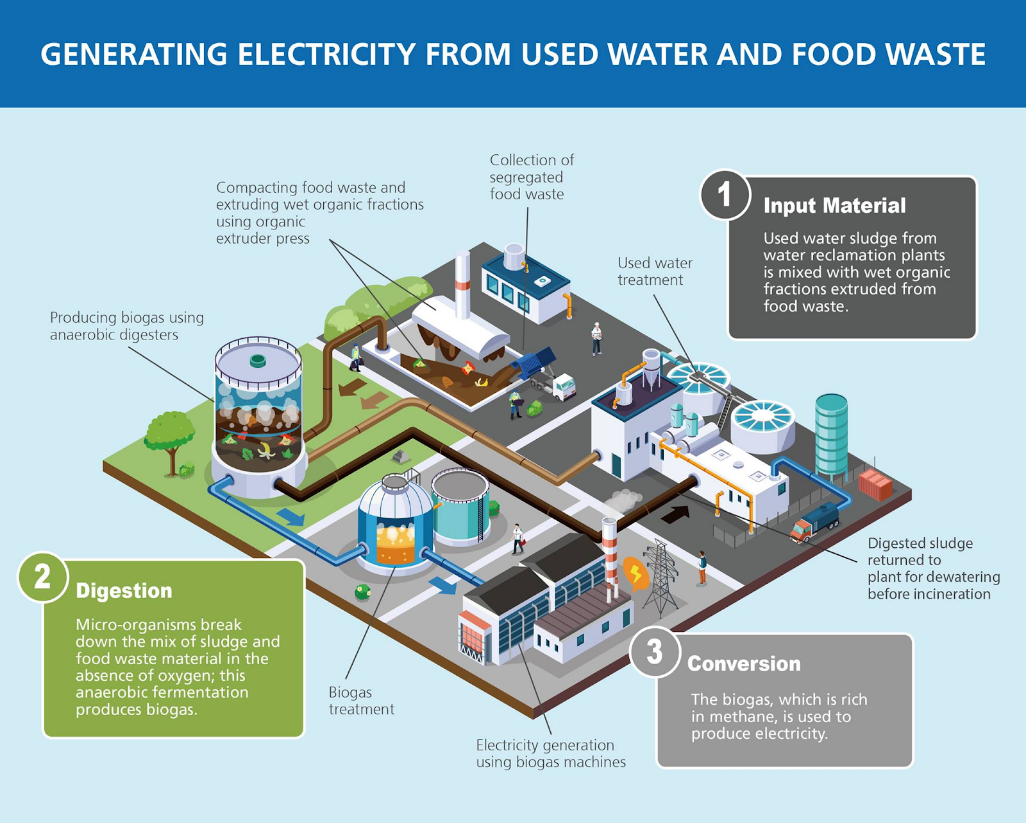 GENERATING ELECTRICITY FROM USED WATER AND FOOD WASTE
Collection of
segregated
food waste
Compacting food waste and
extruding wet organic fractions
using organic
extruder press
1
Input Material
Used water sludge from
water reclamation plants
is mixed with wet organic
fractions extruded from
food waste.
Used water
treatment
Producing biogas using
anaerobic digesters
Digested sludge
returned to
plant for dewatering
before incineration
2
Digestion
Micro-organisms break
down the mix of sludge and
food waste material in the
absence of oxygen; this
anaerobic fermentation
produces biogas.
3
Conversion
The biogas, which is rich
in methane, is used to
produce electricity.
Biogas
treatment
Electricity generation
using biogas machines